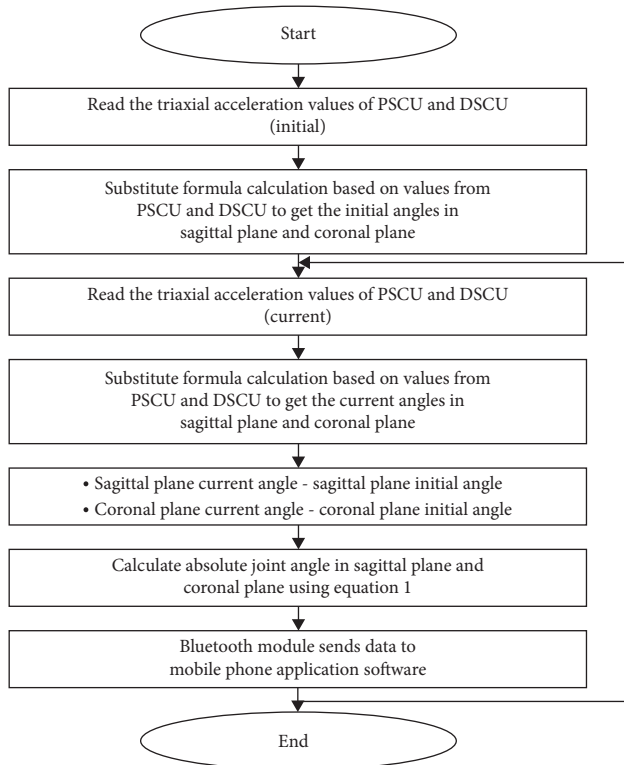 Start
Read the triaxial acceleration values of PSCU and DSCU
(initial)
Substitute formula calculation based on values from
PSCU and DSCU to get the initial angles in
sagittal plane and coronal plane
Read the triaxial acceleration values of PSCU and DSCU
(current)
Substitute formula calculation based on values from
PSCU and DSCU to get the current angles in
sagittal plane and coronal plane
• Sagittal plane current angle - sagittal plane initial angle
• Coronal plane current angle - coronal plane initial angle
Calculate absolute joint angle in sagittal plane and
coronal plane using equation 1
Bluetooth module sends data to
mobile phone application software
End